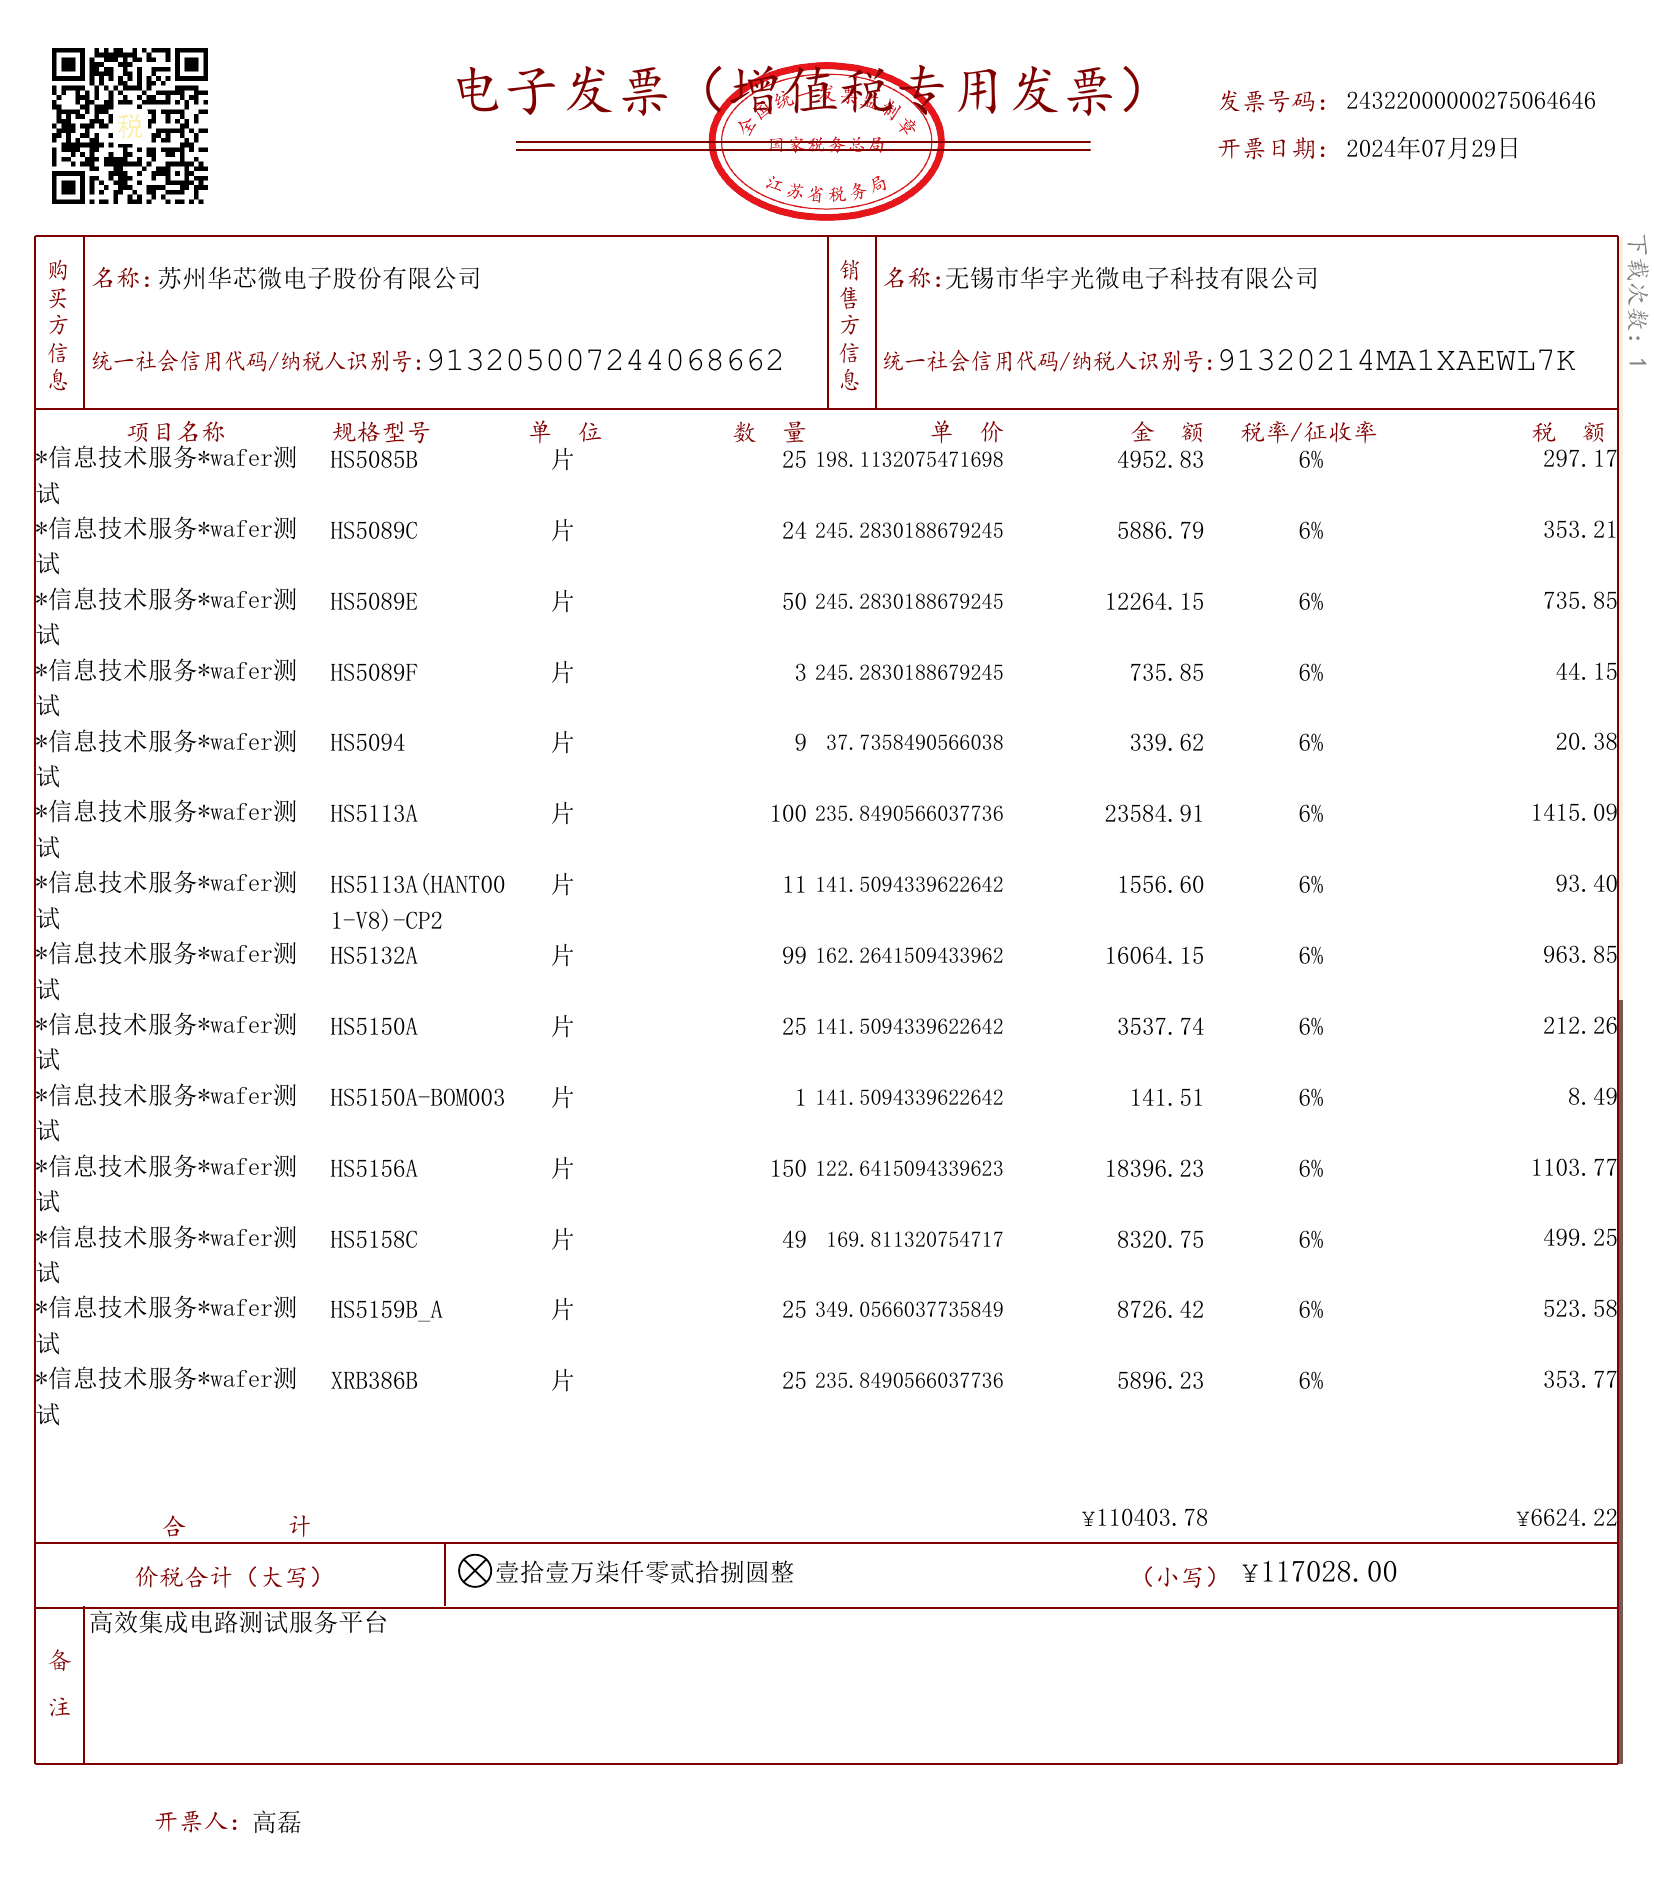 电子发票（增值税专用发票）
全国统一发票监制章
国家税务总局
江苏省税务局
税
发票号码：24322000000275064646
开票日期：2024年07月29日
下载次数：1
购买方信息
名称：苏州华芯微电子股份有限公司
统一社会信用代码/纳税人识别号：913205007244068662
销售方信息
名称：无锡市华宇光微电子科技有限公司
统一社会信用代码/纳税人识别号：91320214MA1XAEWL7K
项目名称 规格型号 单位 数量 单价 金额 税率/征收率 税额
*信息技术服务*wafer测 HS5085B 片 25 198.1132075471698 4952.83 6% 297.17
试
*信息技术服务*wafer测 HS5089C 片 24 245.2830188679245 5886.79 6% 353.21
试
*信息技术服务*wafer测 HS5089E 片 50 245.2830188679245 12264.15 6% 735.85
试
*信息技术服务*wafer测 HS5089F 片 3 245.2830188679245 735.85 6% 44.15
试
*信息技术服务*wafer测 HS5094 片 9 37.7358490566038 339.62 6% 20.38
试
*信息技术服务*wafer测 HS5113A 片 100 235.8490566037736 23584.91 6% 1415.09
试
*信息技术服务*wafer测 HS5113A(HANT00 片 11 141.5094339622642 1556.60 6% 93.40
试 1-V8)-CP2
*信息技术服务*wafer测 HS5132A 片 99 162.2641509433962 16064.15 6% 963.85
试
*信息技术服务*wafer测 HS5150A 片 25 141.5094339622642 3537.74 6% 212.26
试
*信息技术服务*wafer测 HS5150A-BOM003 片 1 141.5094339622642 141.51 6% 8.49
试
*信息技术服务*wafer测 HS5156A 片 150 122.6415094339623 18396.23 6% 1103.77
试
*信息技术服务*wafer测 HS5158C 片 49 169.811320754717 8320.75 6% 499.25
试
*信息技术服务*wafer测 HS5159B_A 片 25 349.0566037735849 8726.42 6% 523.58
试
*信息技术服务*wafer测 XRB386B 片 25 235.8490566037736 5896.23 6% 353.77
试
合计 ¥110403.78 ¥6624.22
价税合计（大写） 壹拾壹万柒仟零贰拾捌圆整 （小写）¥117028.00
备注
高效集成电路测试服务平台
开票人：高磊